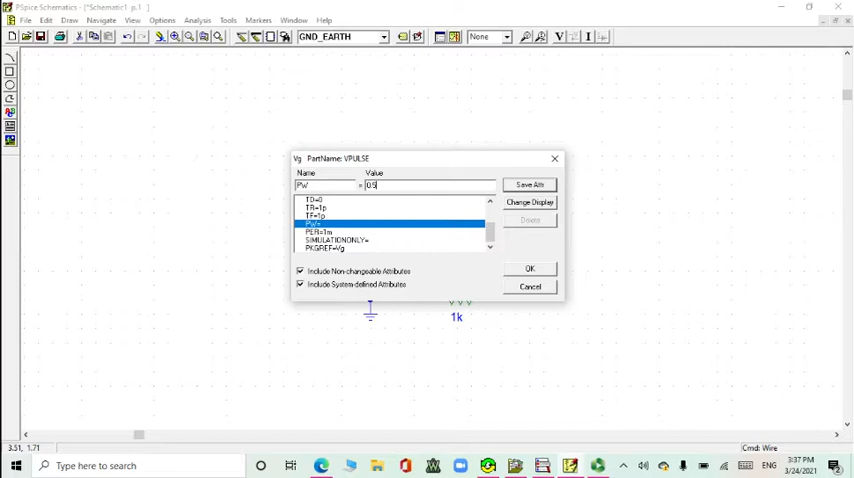 PSpice Schematics - [*Schematic1 p.1 ]
File Edit Draw Navigate View Options Analysis Tools Markers Window Help
GND_EARTH
None
V I
Vg PartName: VPULSE
Name Value
PW = 0.5
Save Attr
TD=0
TR=1p
Change Display
TF=1p
PW=
Delete
PER=1m
SIMULATIONONLY=
PKGREF=Vg
Include Non-changeable Attributes
OK
Include System-defined Attributes
Cancel
1k
3.51, 1.71
Cmd: Wire
Type here to search
ENG
3:37 PM
3/24/2021
2